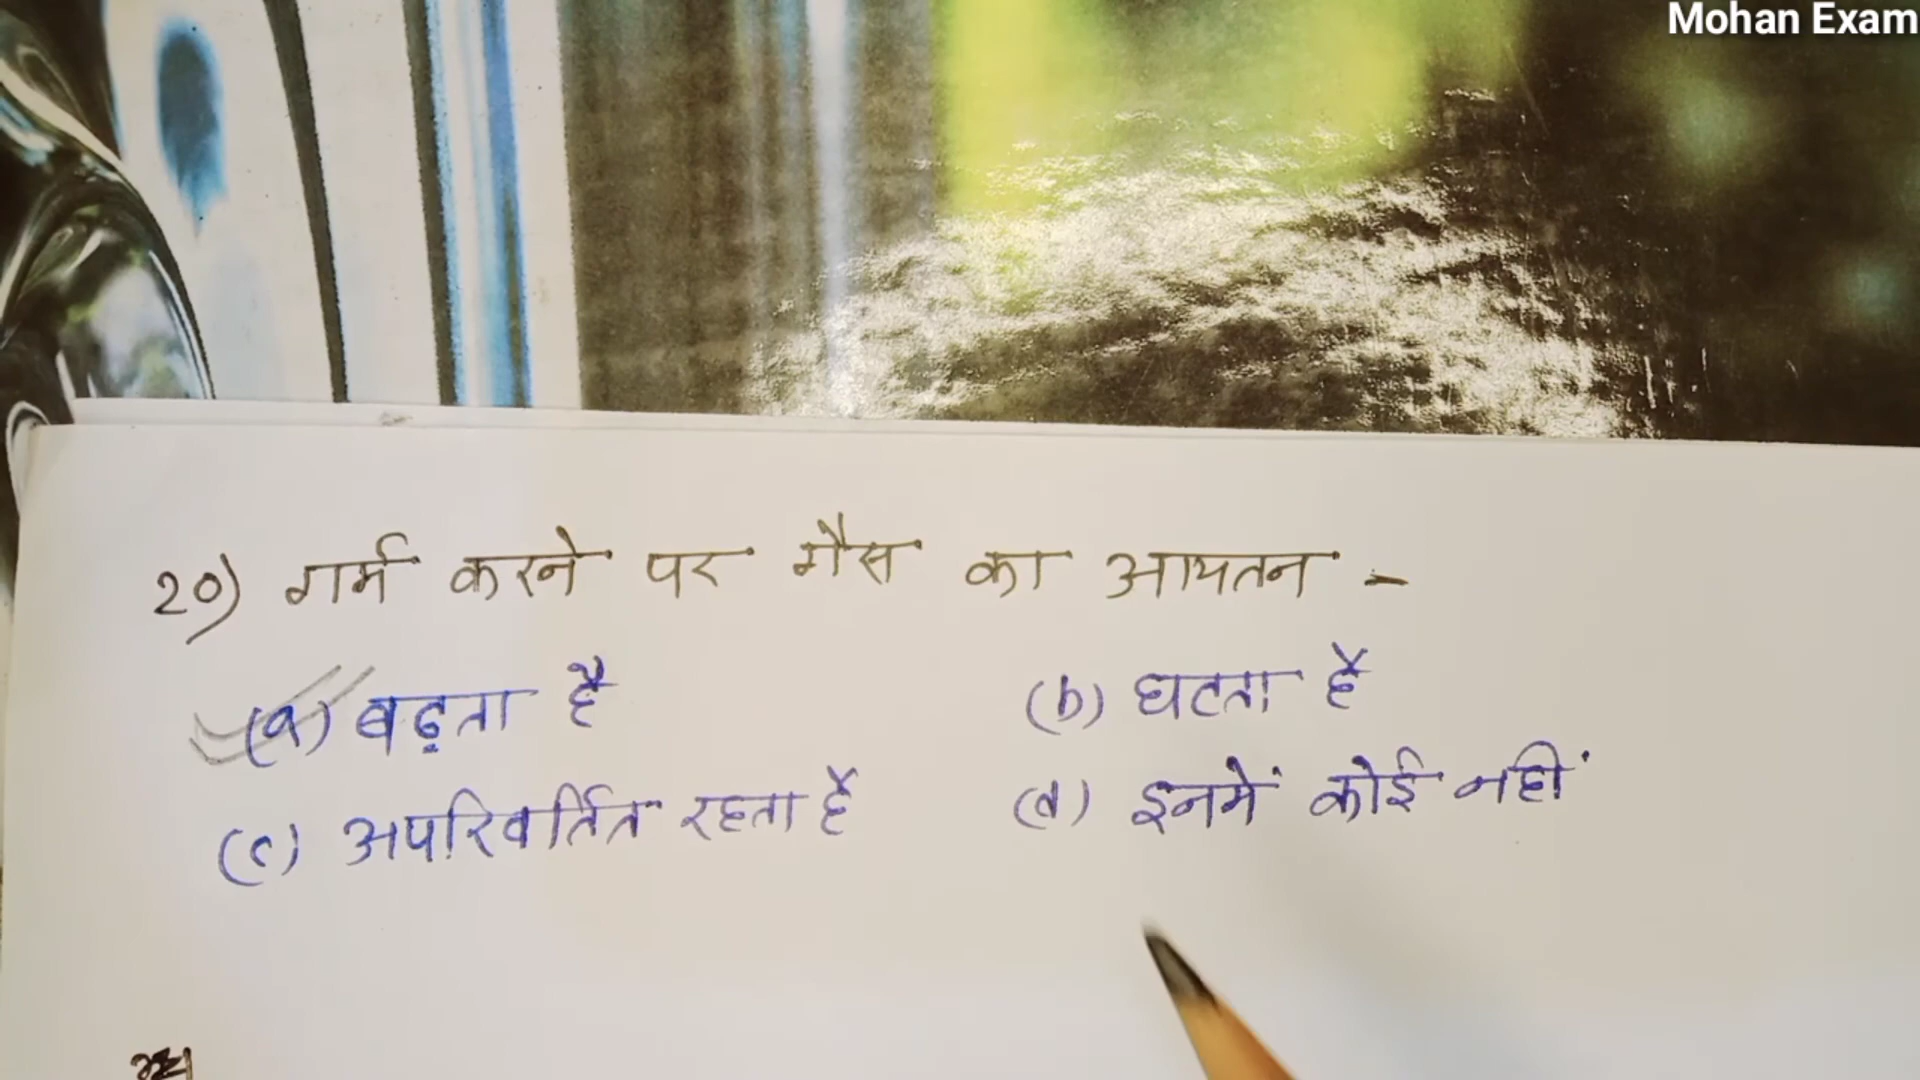 Mohan Exam
20) गर्म करने पर गैस का आयतन -
(a) बढ़ता है (b) घटता है
(c) अपरिवर्तित रहता है (d) इनमें कोई नहीं